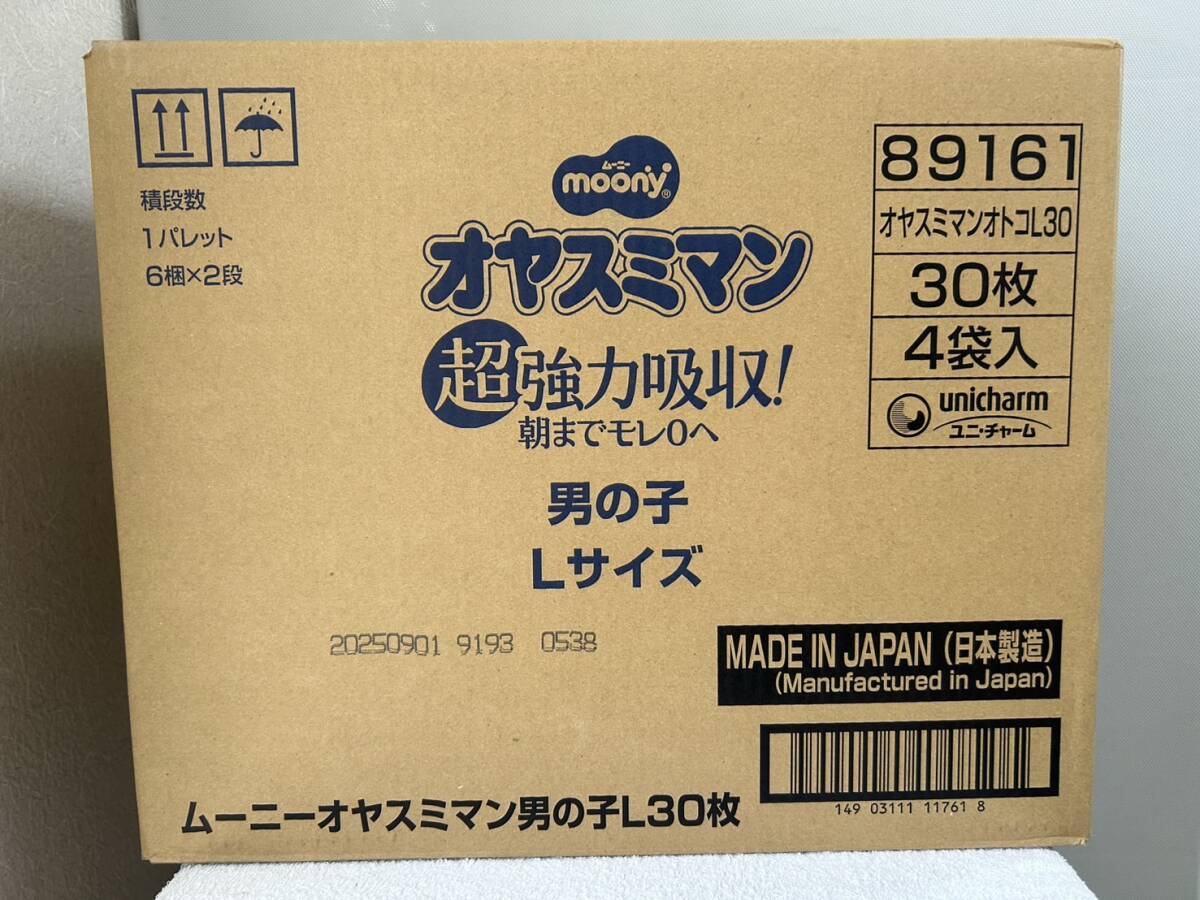 積段数
1パレット
6梱×2段
ムーニー
moony®
オヤスミマン
超強力吸収!
朝までモレ0へ
男の子
Lサイズ
89161
オヤスミマンオトコL30
30枚
4袋入
unicharm
ユニ・チャーム
20250901 9193 0538
MADE IN JAPAN (日本製造)
(Manufactured in Japan)
149 03111 11761 8
ムーニーオヤスミマン男の子L30枚